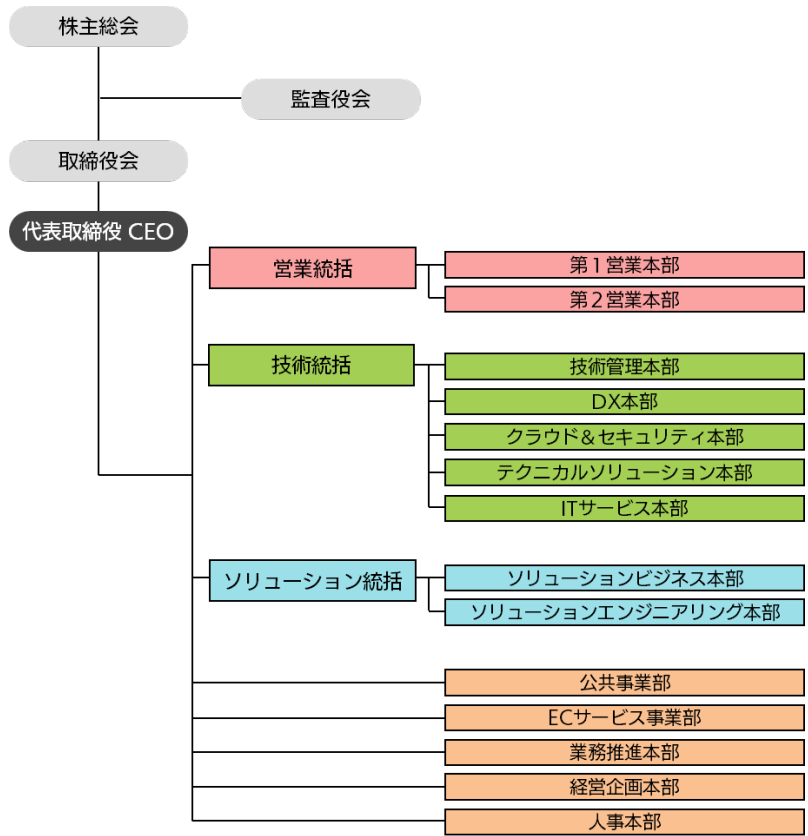 株主総会
監査役会
取締役会
代表取締役 CEO
営業統括
第1営業本部
第2営業本部
技術統括
技術管理本部
DX本部
クラウド&セキュリティ本部
テクニカルソリューション本部
ITサービス本部
ソリューション統括
ソリューションビジネス本部
ソリューションエンジニアリング本部
公共事業部
ECサービス事業部
業務推進本部
経営企画本部
人事本部